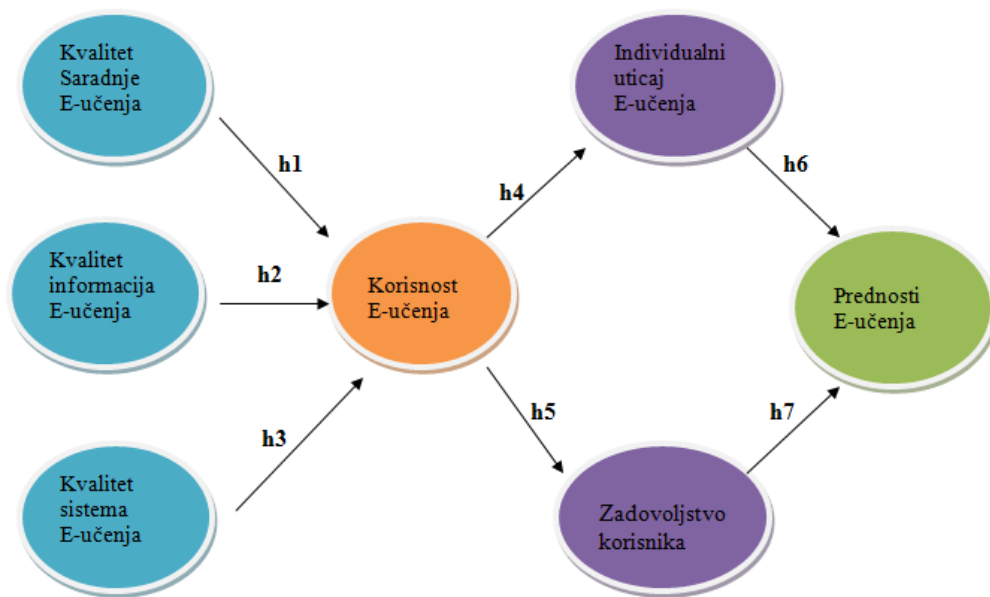 Kvalitet
Saradnje
E-učenja
Individualni
uticaj
E-učenja
h1
h4
h6
Kvalitet
informacija
E-učenja
h2
Korisnost
E-učenja
Prednosti
E-učenja
h3
h5
h7
Kvalitet
sistema
E-učenja
Zadovoljstvo
korisnika